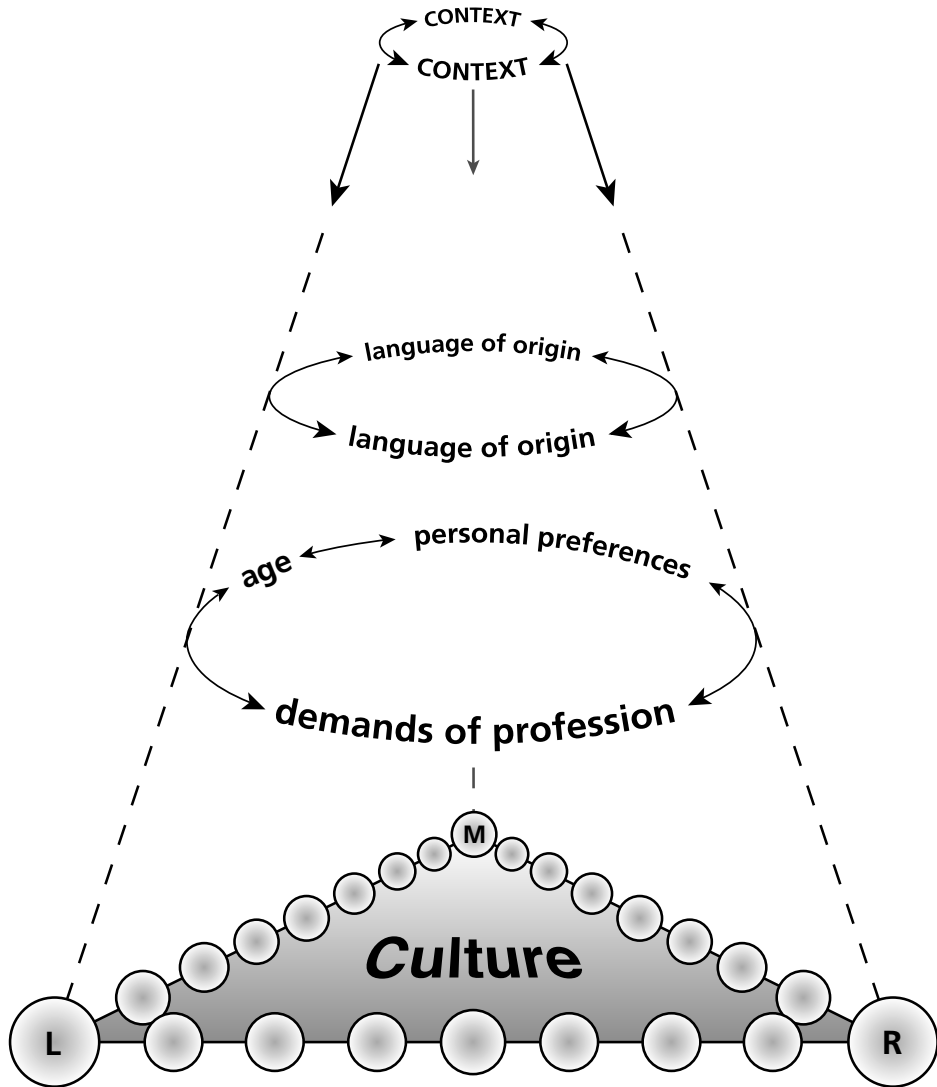 CONTEXT
CONTEXT
language of origin
language of origin
personal preferences
age
demands of profession
M
Culture
L
R